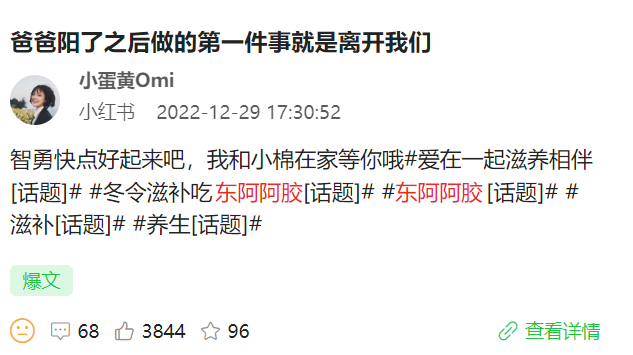 爸爸阳了之后做的第一件事就是离开我们
小蛋黄Omi
小红书 2022-12-29 17:30:52
智勇快点好起来吧，我和小棉在家等你哦#爱在一起滋养相伴
[话题]# #冬令滋补吃东阿阿胶[话题]# #东阿阿胶 [话题]# #
滋补[话题]# #养生[话题]#
爆文
68 3844 96 查看详情